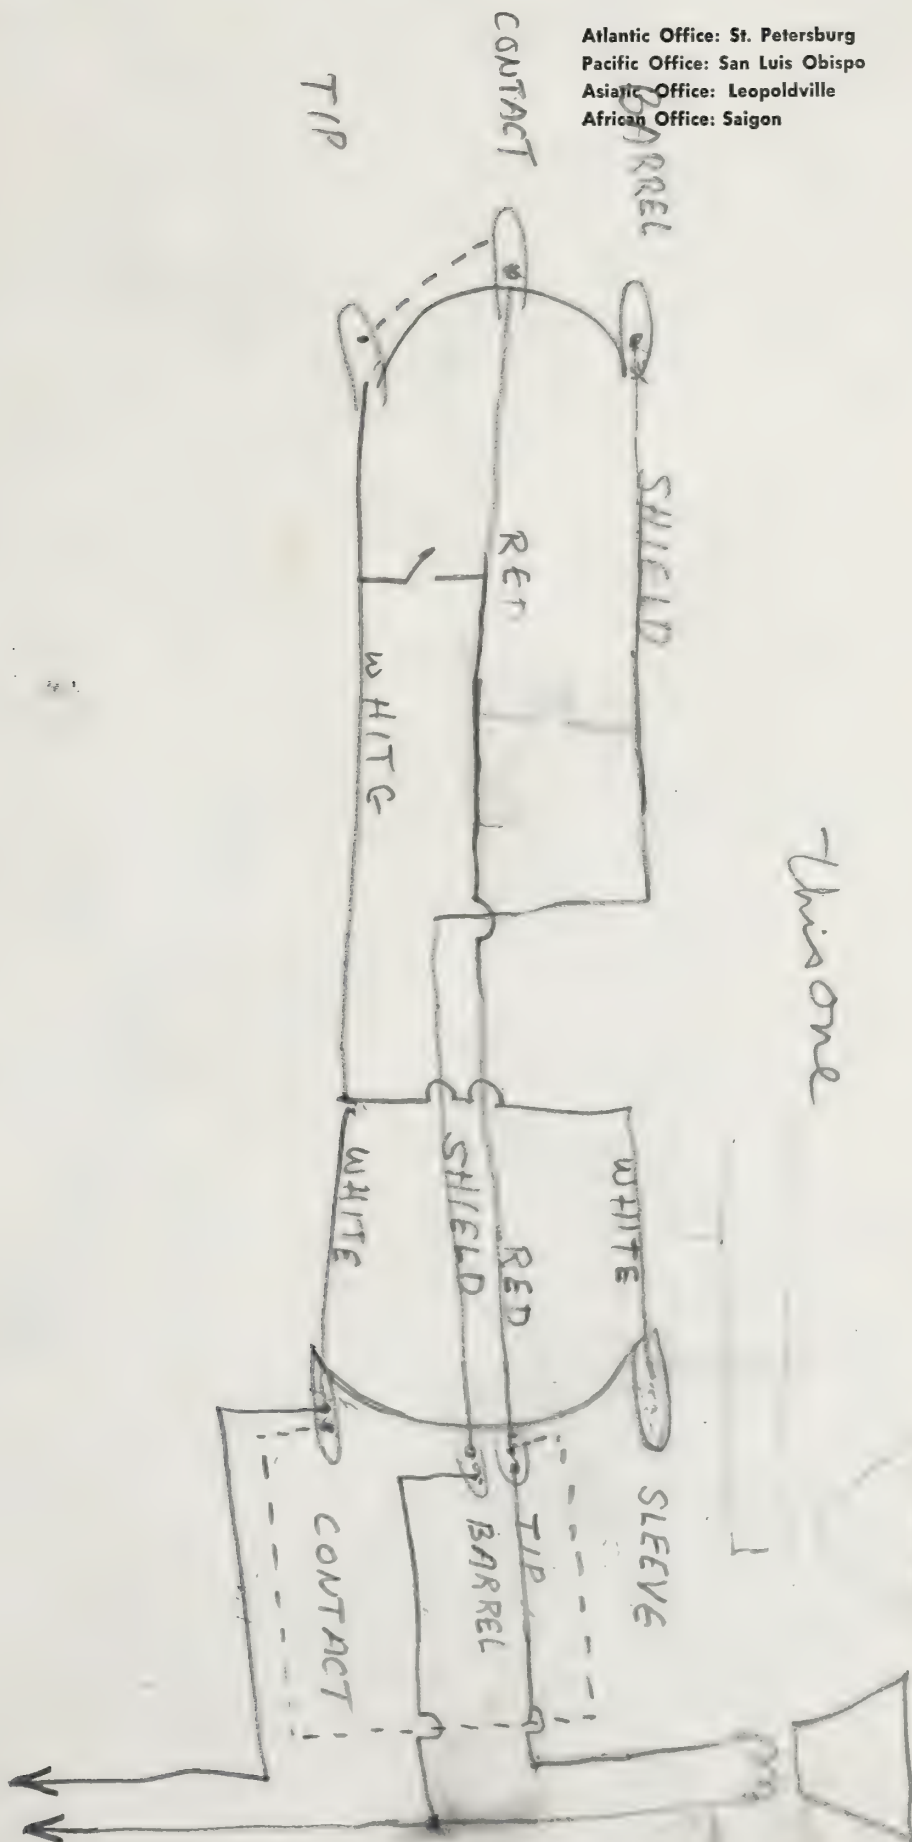 Atlantic Office: St. Petersburg
Pacific Office: San Luis Obispo
Asiatic Office: Leopoldville
African Office: Saigon
CONTACT
TIP
BARREL
SHIELD
RED
WHITE
This one
WHITE
SHIELD
RED
WHITE
SLEEVE
TIP
BARREL
CONTACT